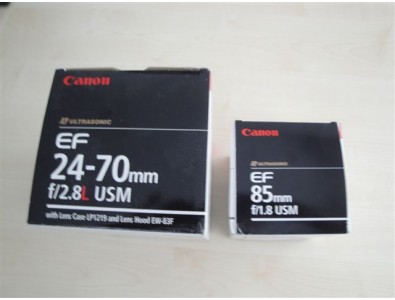 Canon
ULTRASONIC
EF
24-70mm
f/2.8L USM
with Lens Case LP1219 and Lens Hood EW-83F
Canon
ULTRASONIC
EF
85mm
f/1.8 USM